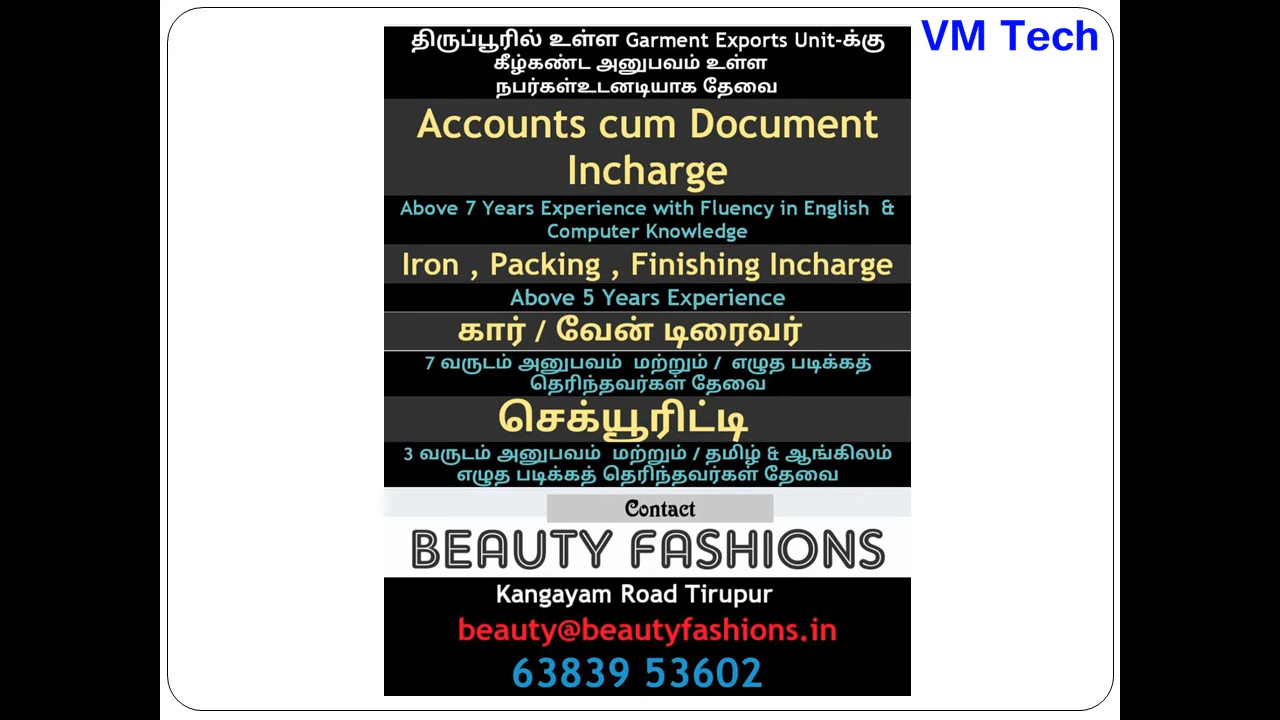 VM Tech
திருப்பூரில் உள்ள Garment Exports Unit-க்கு
கீழ்கண்ட அனுபவம் உள்ள
நபர்கள்உடனடியாக தேவை
Accounts cum Document
Incharge
Above 7 Years Experience with Fluency in English &
Computer Knowledge
Iron , Packing , Finishing Incharge
Above 5 Years Experience
கார் / வேன் டிரைவர்
7 வருடம் அனுபவம் மற்றும் / எழுத படிக்கத்
தெரிந்தவர்கள் தேவை
செக்யூரிட்டி
3 வருடம் அனுபவம் மற்றும் / தமிழ் & ஆங்கிலம்
எழுத படிக்கத் தெரிந்தவர்கள் தேவை
Contact
BEAUTY FASHIONS
Kangayam Road Tirupur
beauty@beautyfashions.in
63839 53602